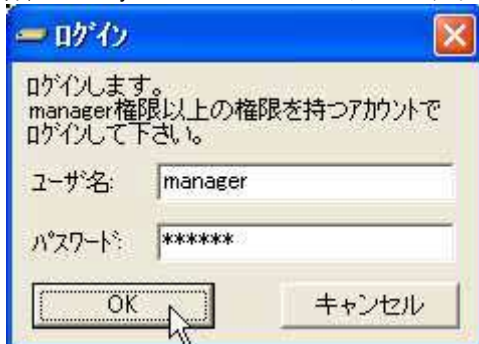 ﾛｸﾞｲﾝ
ﾛｸﾞｲﾝします。
manager権限以上の権限を持つｱｶｳﾝﾄで
ﾛｸﾞｲﾝして下さい。
ﾕｰｻﾞ名:
manager
ﾊﾟｽﾜｰﾄﾞ:
******
OK
キャンセル